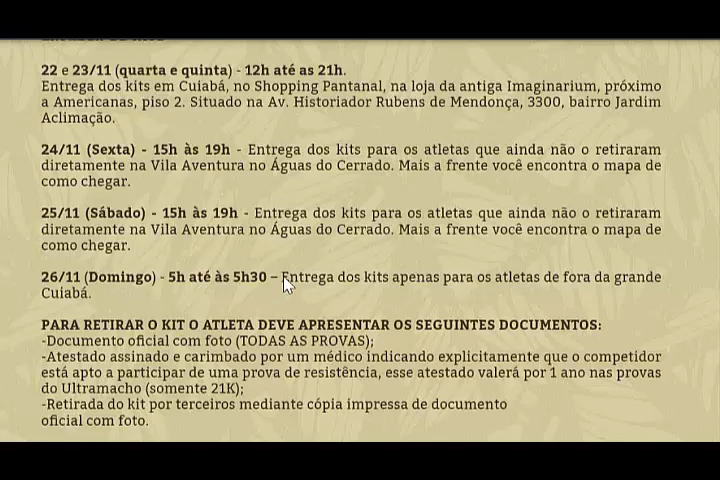 22 e 23/11 (quarta e quinta) - 12h até as 21h.
Entrega dos kits em Cuiabá, no Shopping Pantanal, na loja da antiga Imaginarium, próximo
a Americanas, piso 2. Situado na Av. Historiador Rubens de Mendonça, 3300, bairro Jardim
Aclimação.
24/11 (Sexta) - 15h às 19h - Entrega dos kits para os atletas que ainda não o retiraram
diretamente na Vila Aventura no Águas do Cerrado. Mais a frente você encontra o mapa de
como chegar.
25/11 (Sábado) - 15h às 19h - Entrega dos kits para os atletas que ainda não o retiraram
diretamente na Vila Aventura no Águas do Cerrado. Mais a frente você encontra o mapa de
como chegar.
26/11 (Domingo) - 5h até às 5h30 – Entrega dos kits apenas para os atletas de fora da grande
Cuiabá.
PARA RETIRAR O KIT O ATLETA DEVE APRESENTAR OS SEGUINTES DOCUMENTOS:
-Documento oficial com foto (TODAS AS PROVAS);
-Atestado assinado e carimbado por um médico indicando explicitamente que o competidor
está apto a participar de uma prova de resistência, esse atestado valerá por 1 ano nas provas
do Ultramacho (somente 21K);
-Retirada do kit por terceiros mediante cópia impressa de documento
oficial com foto.